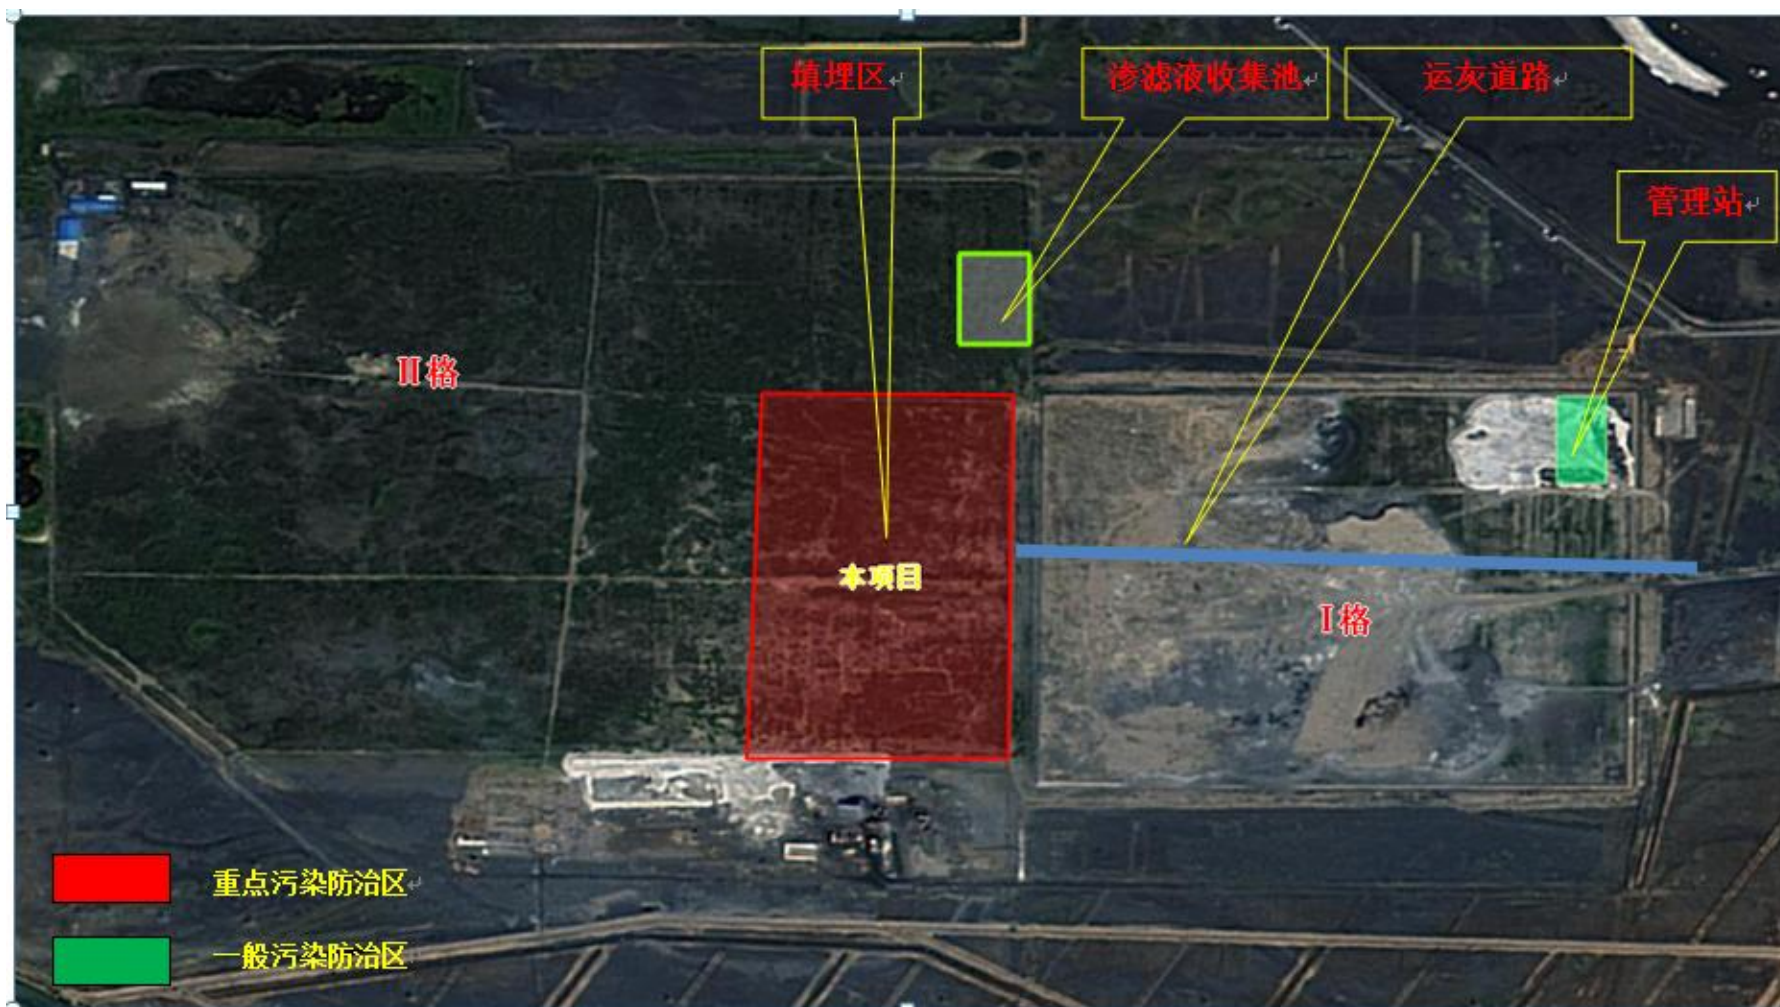 填埋区
渗滤液收集池
运灰道路
管理站
II格
本项目
I格
重点污染防治区
一般污染防治区